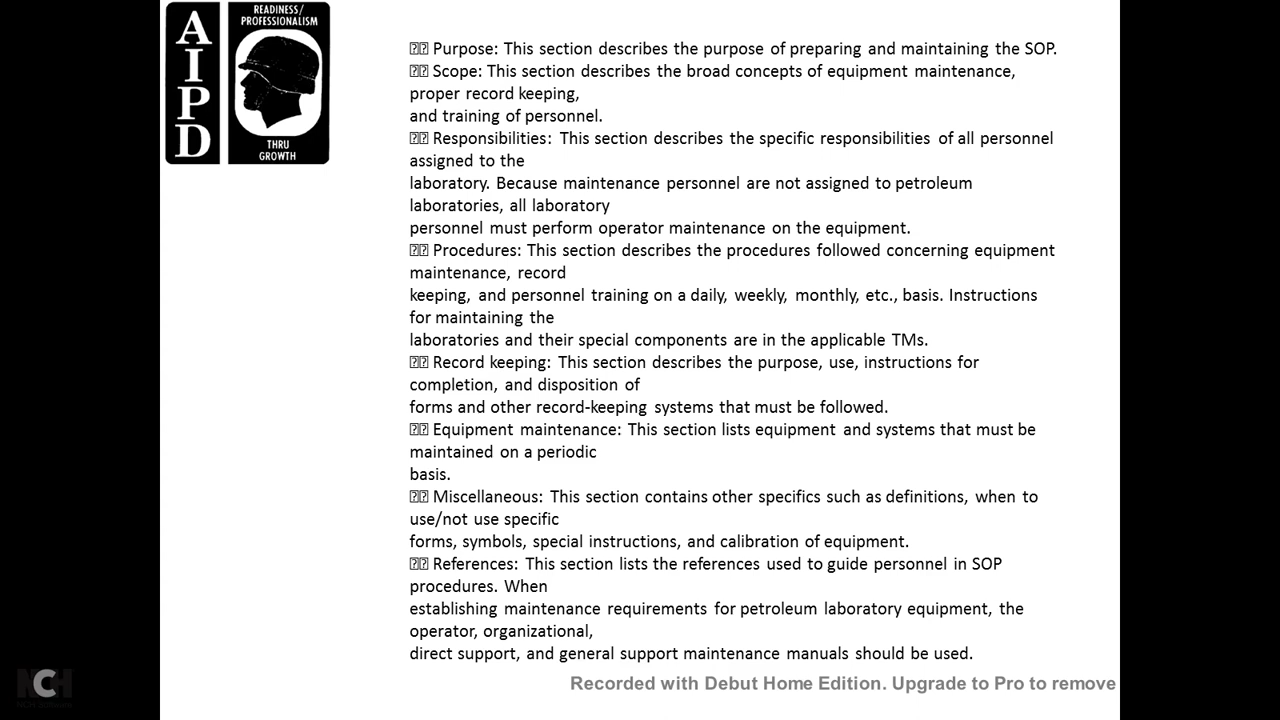 READINESS/
PROFESSIONALISM
AIPD
THRU
GROWTH
Purpose: This section describes the purpose of preparing and maintaining the SOP.
Scope: This section describes the broad concepts of equipment maintenance,
proper record keeping,
and training of personnel.
Responsibilities: This section describes the specific responsibilities of all personnel
assigned to the
laboratory. Because maintenance personnel are not assigned to petroleum
laboratories, all laboratory
personnel must perform operator maintenance on the equipment.
Procedures: This section describes the procedures followed concerning equipment
maintenance, record
keeping, and personnel training on a daily, weekly, monthly, etc., basis. Instructions
for maintaining the
laboratories and their special components are in the applicable TMs.
Record keeping: This section describes the purpose, use, instructions for
completion, and disposition of
forms and other record-keeping systems that must be followed.
Equipment maintenance: This section lists equipment and systems that must be
maintained on a periodic
basis.
Miscellaneous: This section contains other specifics such as definitions, when to
use/not use specific
forms, symbols, special instructions, and calibration of equipment.
References: This section lists the references used to guide personnel in SOP
procedures. When
establishing maintenance requirements for petroleum laboratory equipment, the
operator, organizational,
direct support, and general support maintenance manuals should be used.
NCH
NCH Software
Recorded with Debut Home Edition. Upgrade to Pro to remove